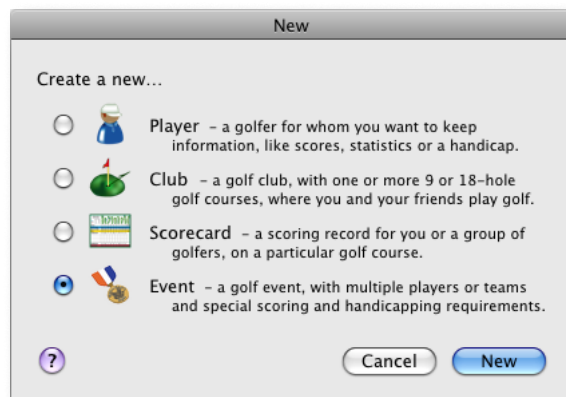 New
Create a new...
Player – a golfer for whom you want to keep
information, like scores, statistics or a handicap.
Club – a golf club, with one or more 9 or 18-hole
golf courses, where you and your friends play golf.
Scorecard – a scoring record for you or a group of
golfers, on a particular golf course.
Event – a golf event, with multiple players or teams
and special scoring and handicapping requirements.
? Cancel New